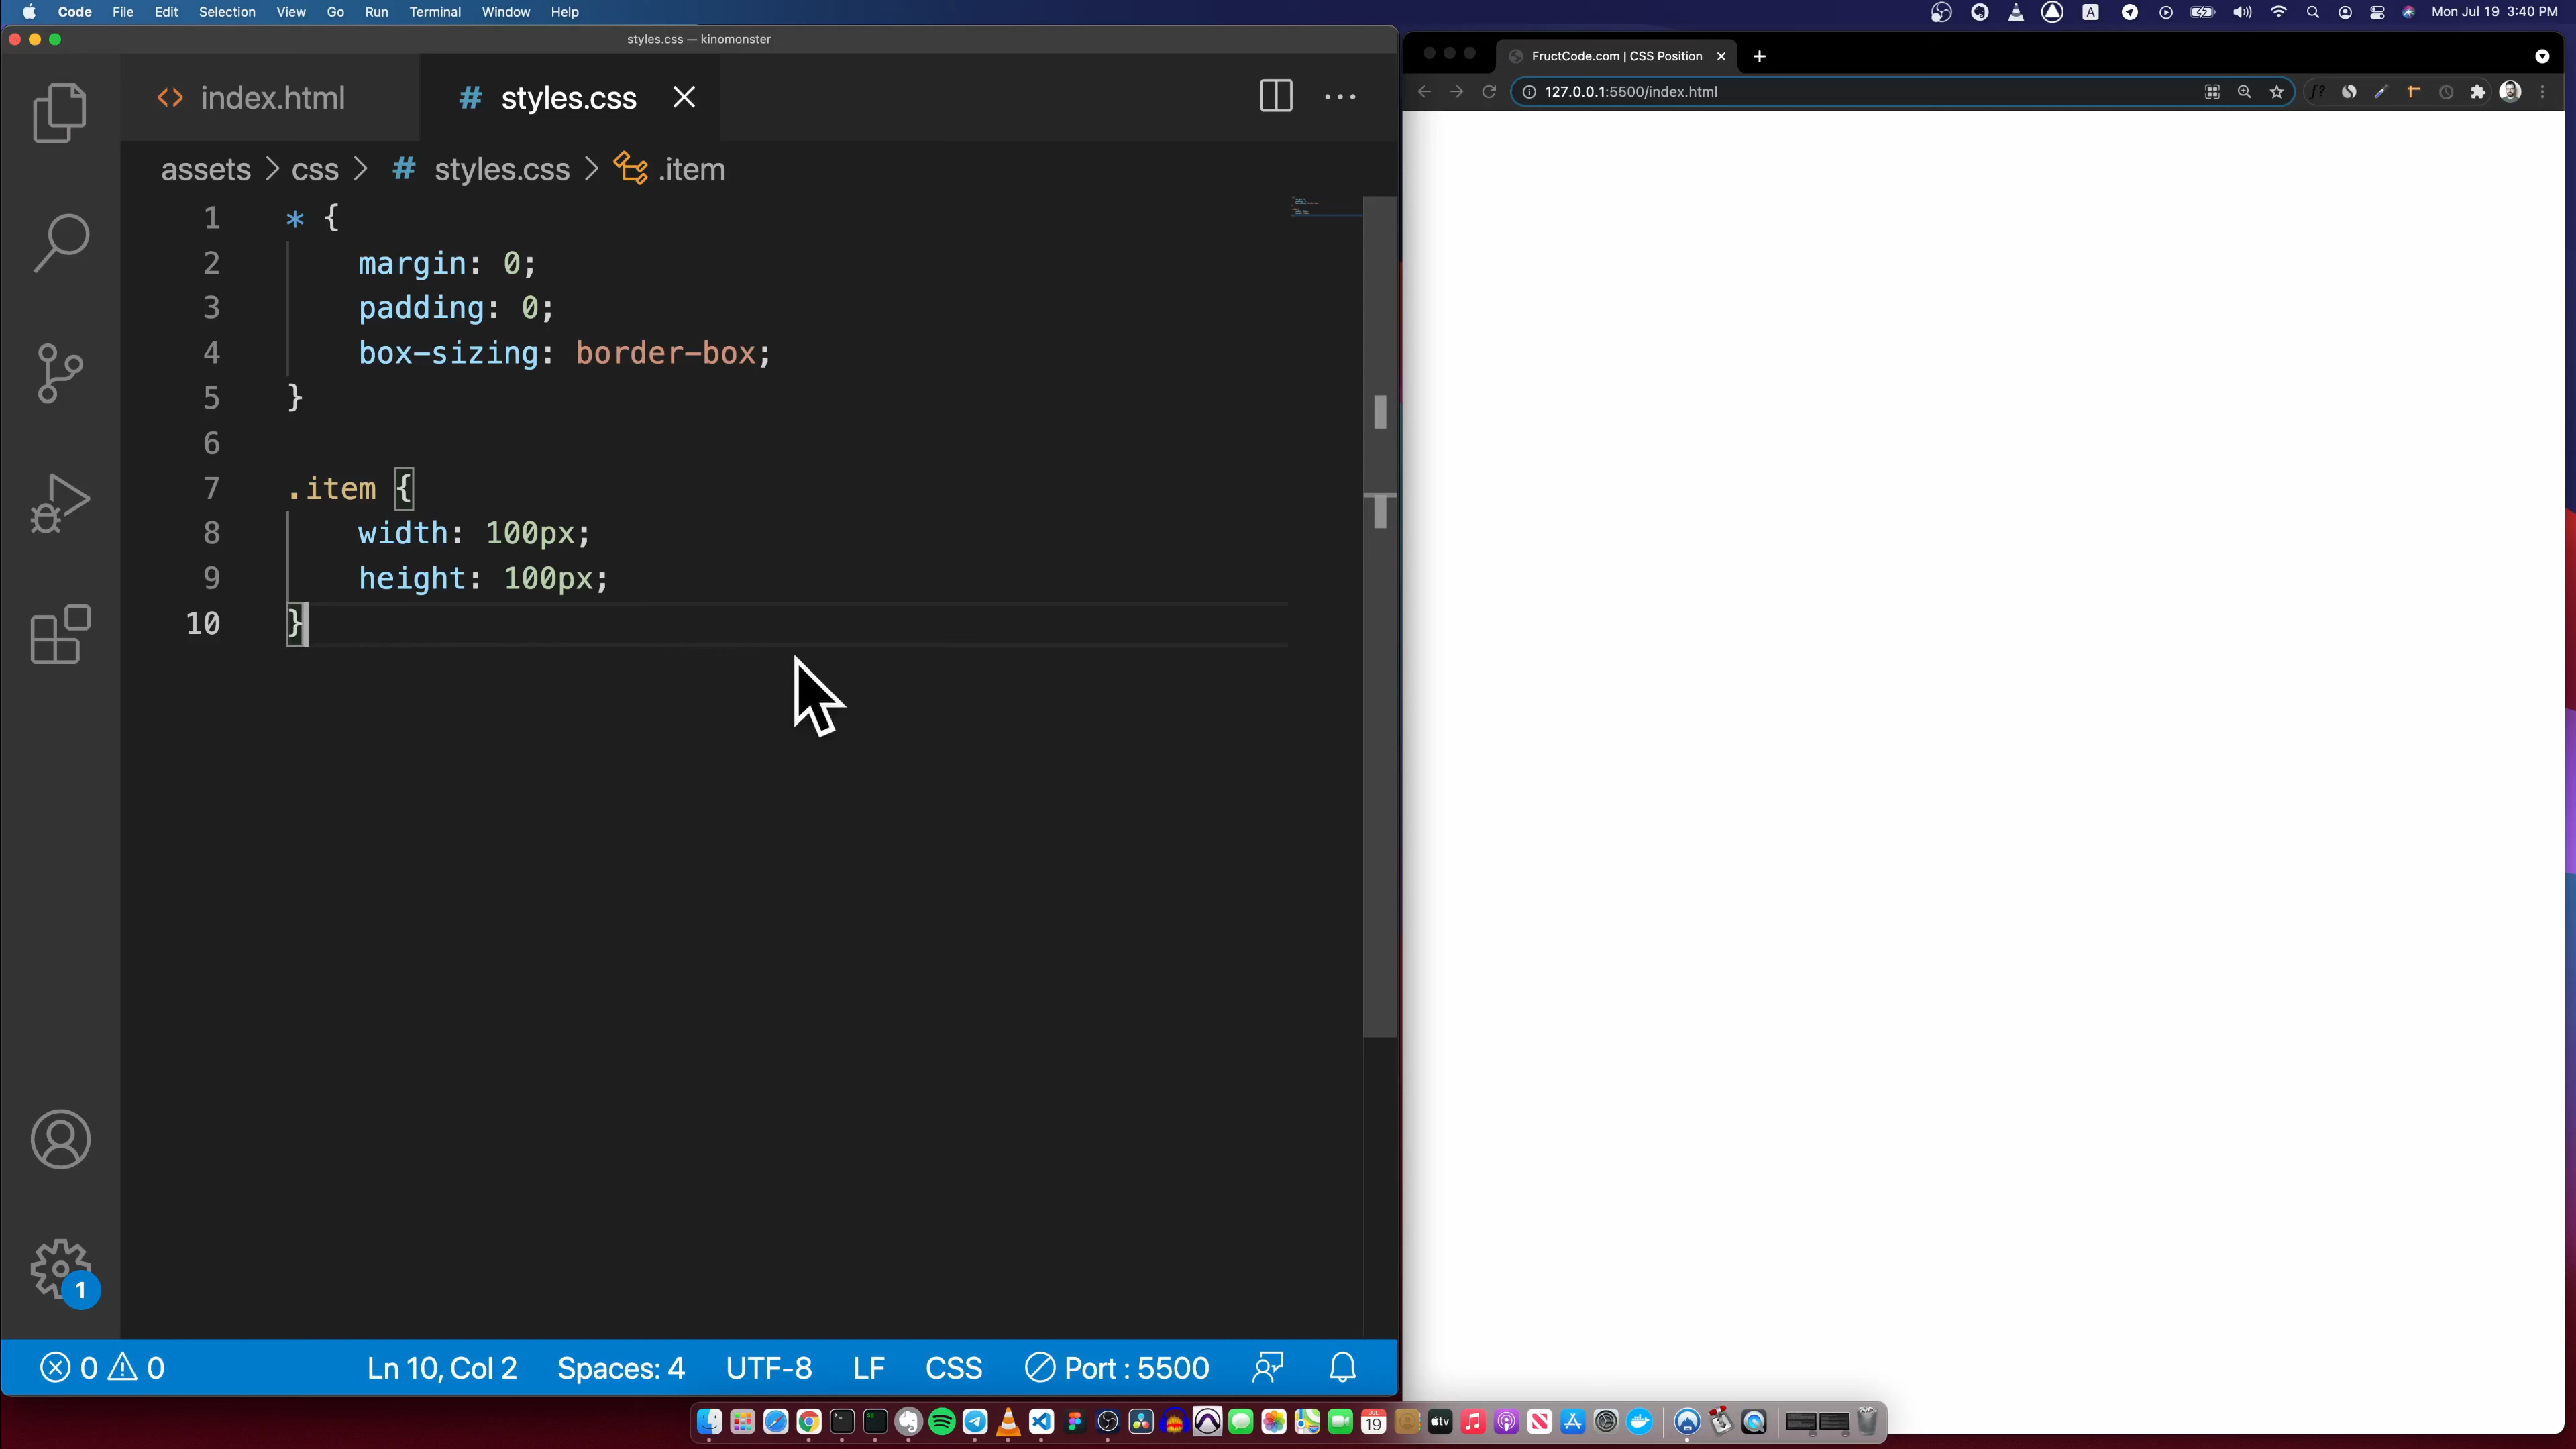 Code File Edit Selection View Go Run Terminal Window Help
A
Mon Jul 19 3:40 PM
styles.css — kinomonster
index.html
# styles.css
assets > css > # styles.css > .item
1 * {
2 margin: 0;
3 padding: 0;
4 box-sizing: border-box;
5 }
6
7 .item {
8 width: 100px;
9 height: 100px;
10 }
1
0 0 Ln 10, Col 2 Spaces: 4 UTF-8 LF CSS Port : 5500
FructCode.com | CSS Position
127.0.0.1:5500/index.html
f?
JUL
19
tv